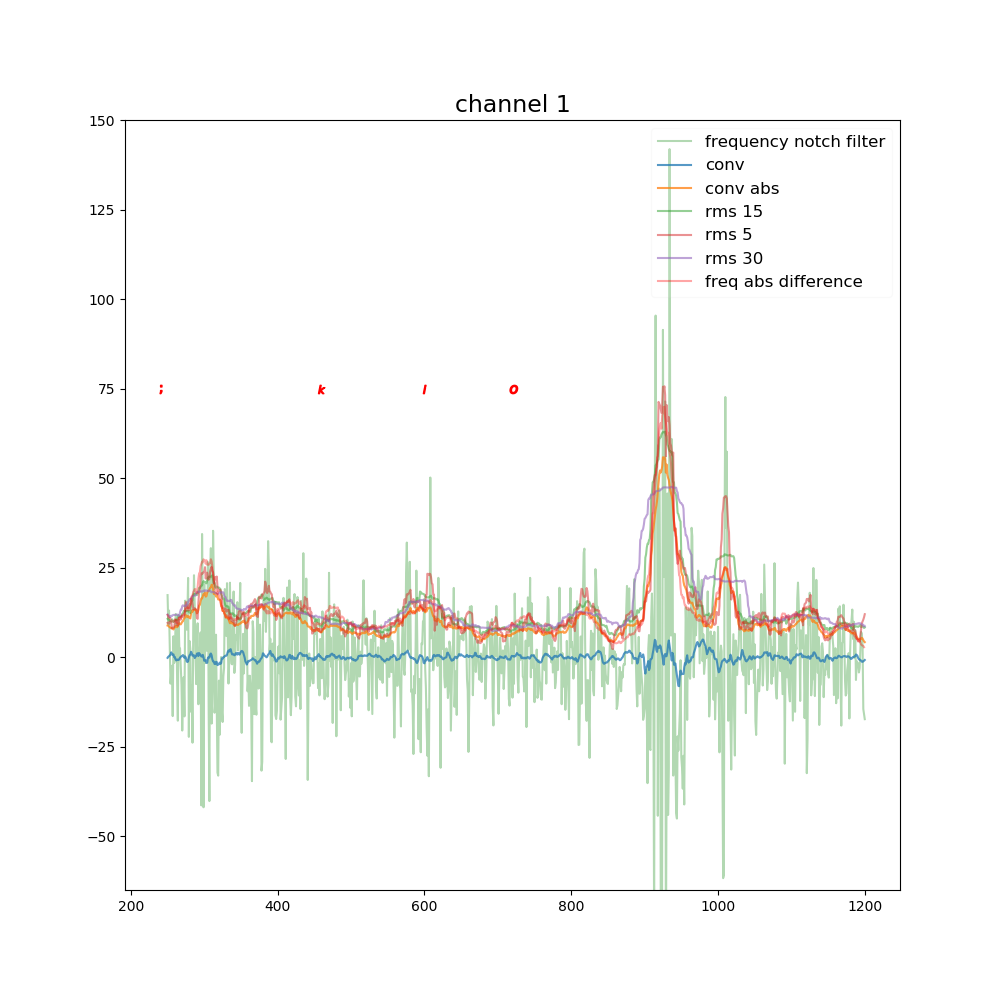 channel 1
150
125
100
75
50
25
0
−25
−50
frequency notch filter
conv
conv abs
rms 15
rms 5
rms 30
freq abs difference
; k l o
200 400 600 800 1000 1200